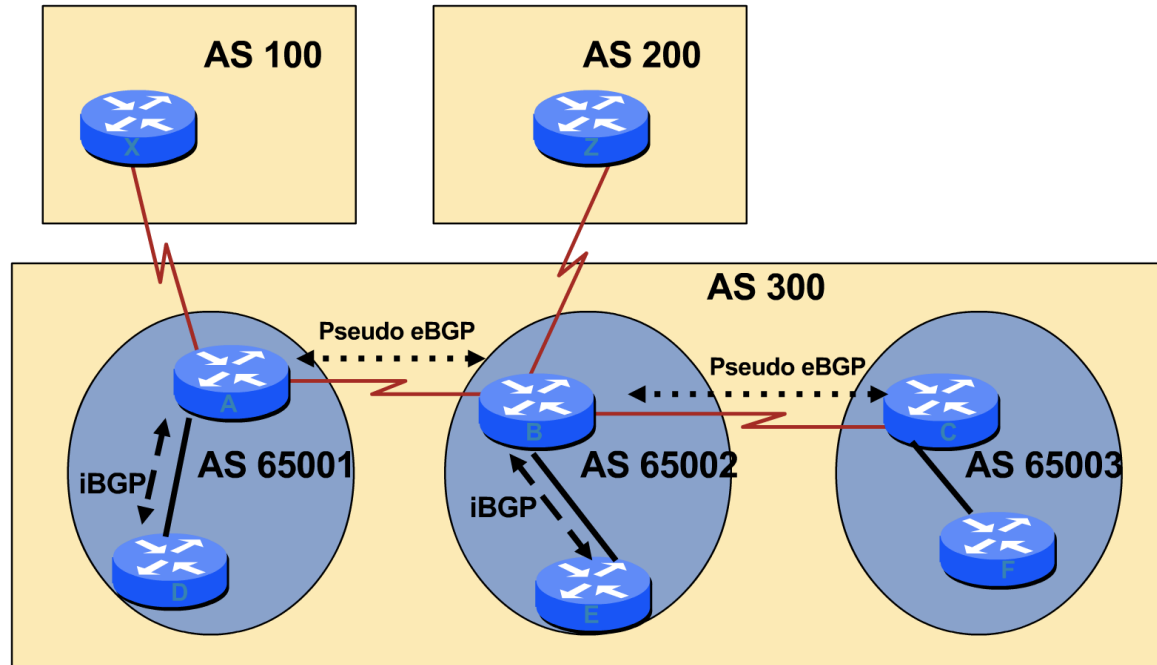 AS 100
AS 200
X
Z
AS 300
Pseudo eBGP
Pseudo eBGP
A
B
C
AS 65001
AS 65002
AS 65003
iBGP
iBGP
D
E
F